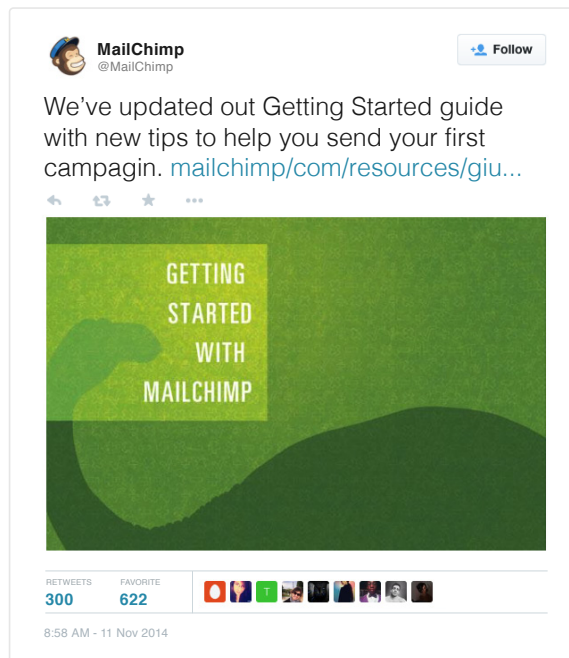 MailChimp
@MailChimp
Follow
We've updated out Getting Started guide
with new tips to help you send your first
campagin. mailchimp/com/resources/giu...
GETTING
STARTED
WITH
MAILCHIMP
RETWEETS
FAVORITE
300
622
T
8:58 AM - 11 Nov 2014